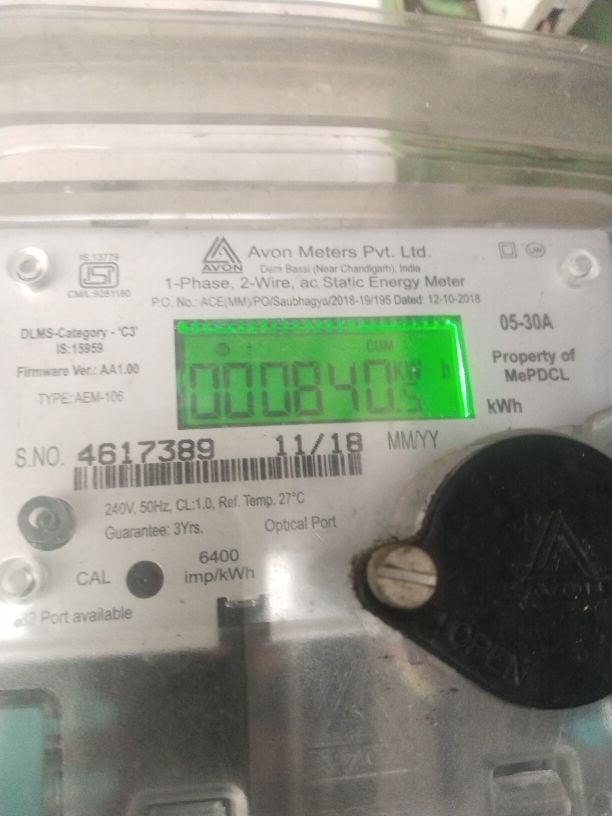 IS:13779
ISI
CM/L:9281180
AVON
Avon Meters Pvt. Ltd.
Dera Bassi (Near Chandigarh), India
1-Phase, 2-Wire, ac Static Energy Meter
P.O. No.: ACE(MM)/PO/Saubhagya/2018-19/195 Dated: 12-10-2018
DLMS-Category - 'C3'
IS:15959
Firmware Ver.: AA1.00
TYPE: AEM-106
CUM
000840.5 kW h
05-30A
Property of
MePDCL
kWh
S.NO. 4617389 11/18 MM/YY
240V, 50Hz, CL:1.0, Ref. Temp. 27°C
Guarantee: 3Yrs. Optical Port
CAL
6400
imp/kWh
Port available
AVON
OPEN